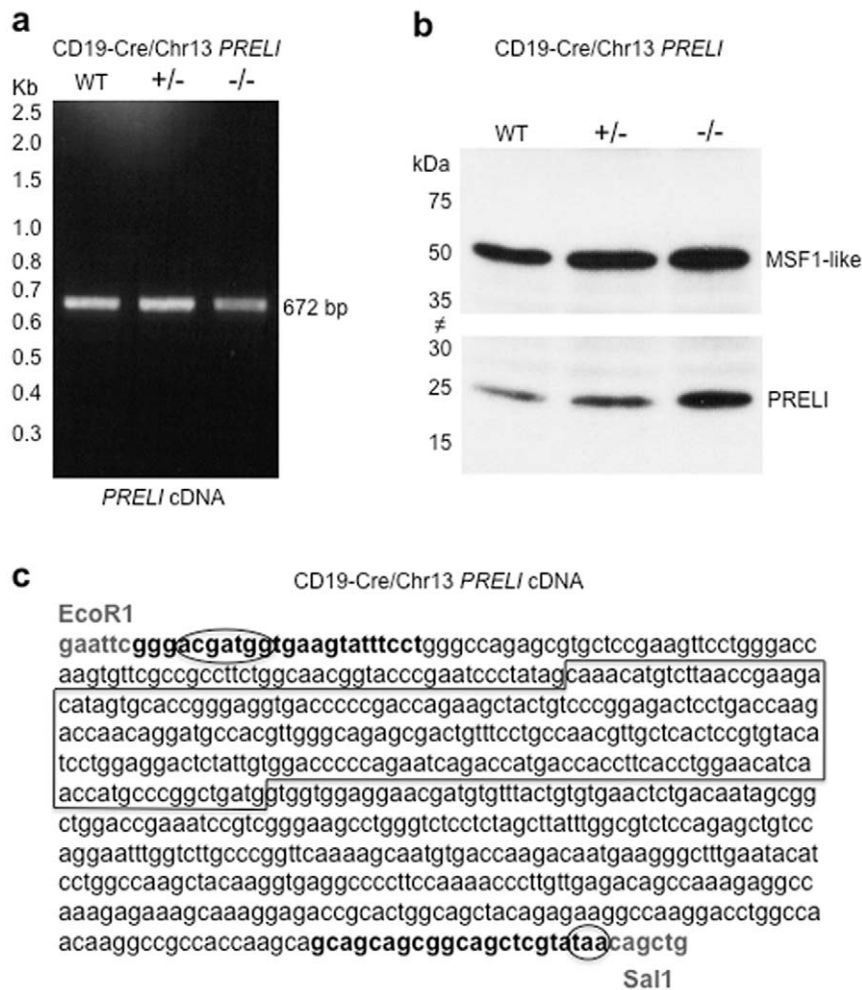 a
CD19-Cre/Chr13 PRELI
Kb
WT +/- -/-
2.5
2.0
1.5
1.0
0.8
0.7
0.6
0.5
0.4
0.3
672 bp
PRELI cDNA
b
CD19-Cre/Chr13 PRELI
WT +/- -/-
kDa
75
50
35
≠
30
25
15
MSF1-like
PRELI
c
CD19-Cre/Chr13 PRELI cDNA
EcoR1
gaattcgggacgatggtgaagtatttcctgggccagagcgtgctccgaagttcctgggacc
aagtgttcgccgccttctggcaacggtacccgaatccctatagcaaacatgtcttaaccgaaga
catagtgcaccgggaggtgacccccgaccagaagctactgtcccggagactcctgaccaag
accaacaggatgccacgttgggcagagcgactgtttcctgccaacgttgctcactccgtgtaca
tcctggaggactctattgtggacccccagaatcagaccatgaccaccttcacctggaacatca
accatgcccggctgatggtggtggaggaacgatgtgtttactgtgtgaactctgacaatagcgg
ctggaccgaaatccgtcgggaagcctgggtctcctctagcttatttggcgtctccagagctgtcc
aggaatttggtcttgcccggttcaaaagcaatgtgaccaagacaatgaagggctttgaatacat
cctggccaagctacaaggtgaggccccttccaaaacccttgttgagacagccaaagaggcc
aaagagaaagcaaaggagaccgcactggcagctacagagaaggccaaggacctggcca
acaaggccgccaccaagcagcagcagcggcagctcgtataacagctg
Sal1